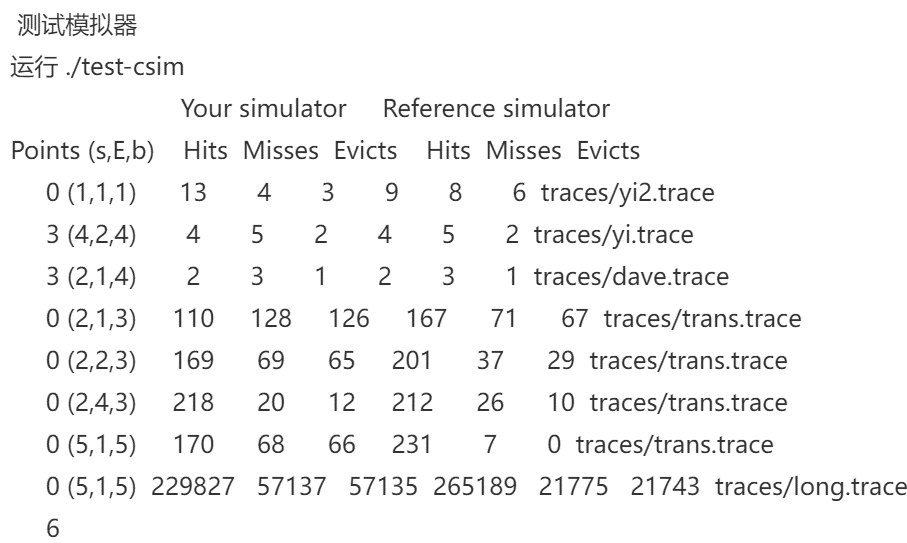 测试模拟器
运行 ./test-csim
Your simulator Reference simulator
Points (s,E,b) Hits Misses Evicts Hits Misses Evicts
0 (1,1,1) 13 4 3 9 8 6 traces/yi2.trace
3 (4,2,4) 4 5 2 4 5 2 traces/yi.trace
3 (2,1,4) 2 3 1 2 3 1 traces/dave.trace
0 (2,1,3) 110 128 126 167 71 67 traces/trans.trace
0 (2,2,3) 169 69 65 201 37 29 traces/trans.trace
0 (2,4,3) 218 20 12 212 26 10 traces/trans.trace
0 (5,1,5) 170 68 66 231 7 0 traces/trans.trace
0 (5,1,5) 229827 57137 57135 265189 21775 21743 traces/long.trace
6